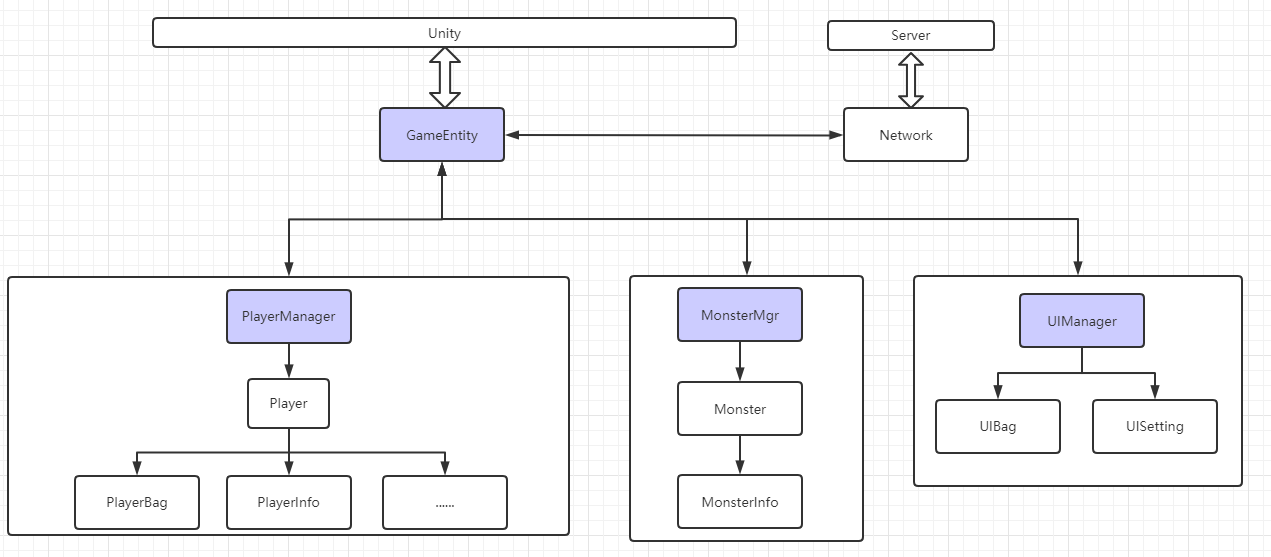 Unity
Server
GameEntity
Network
PlayerManager
MonsterMgr
UIManager
Player
Monster
UIBag
UISetting
PlayerBag
PlayerInfo
......
MonsterInfo